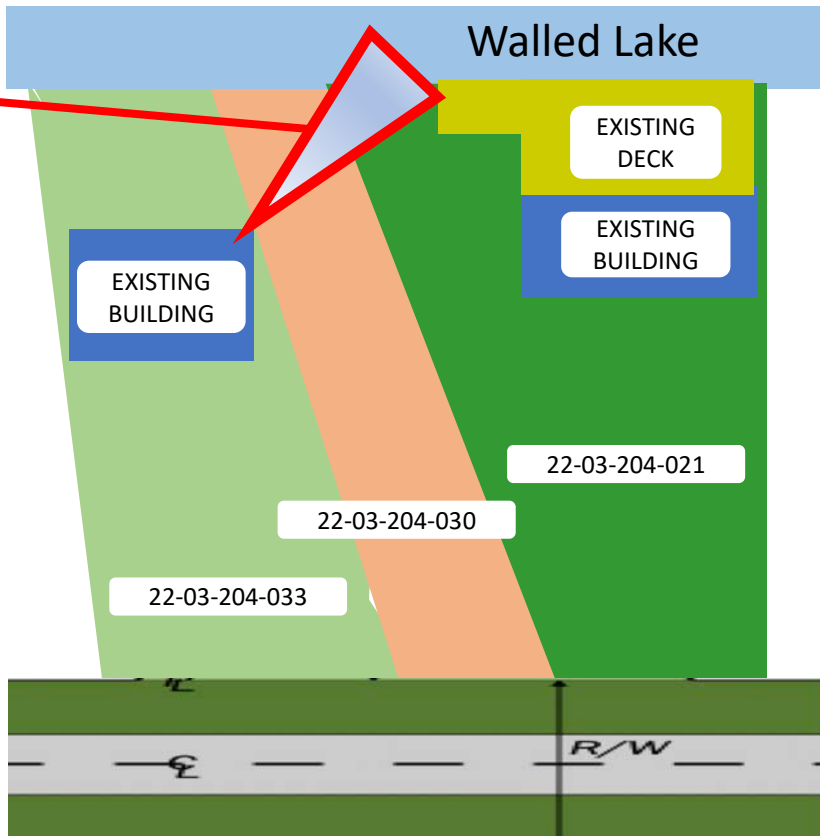 Walled Lake
EXISTING
DECK
EXISTING
BUILDING
EXISTING
BUILDING
22-03-204-021
22-03-204-030
22-03-204-033
R/W